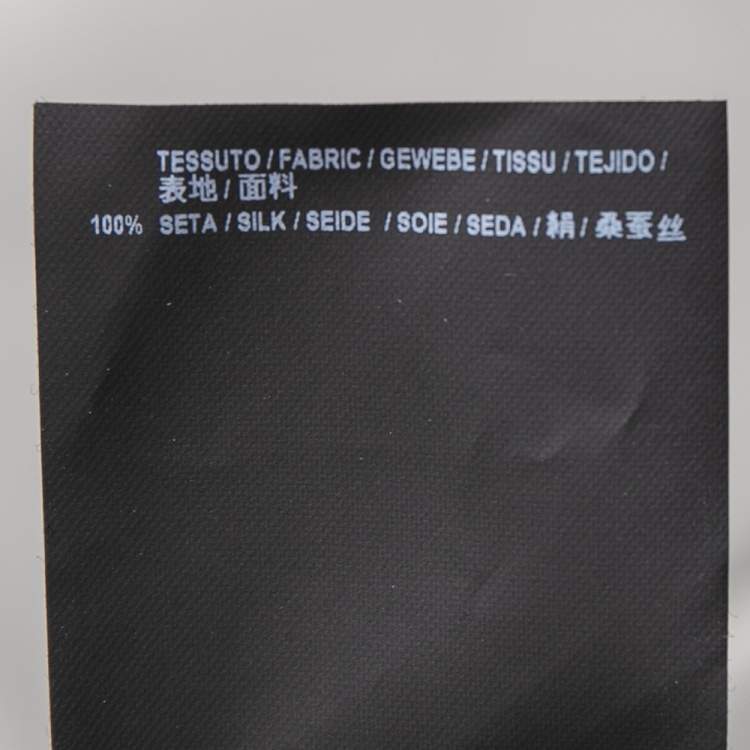 TESSUTO / FABRIC / GEWEBE / TISSU / TEJIDO /
表地 / 面料
100% SETA / SILK / SEIDE / SOIE / SEDA / 絹 / 桑蚕丝